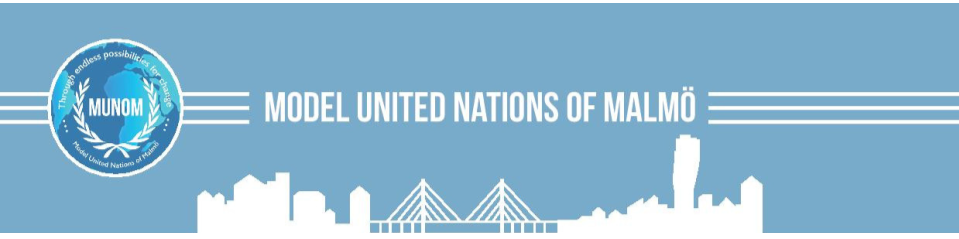 Through endless possibilities for change
MUNOM
Model United Nations of Malmö
MODEL UNITED NATIONS OF MALMÖ